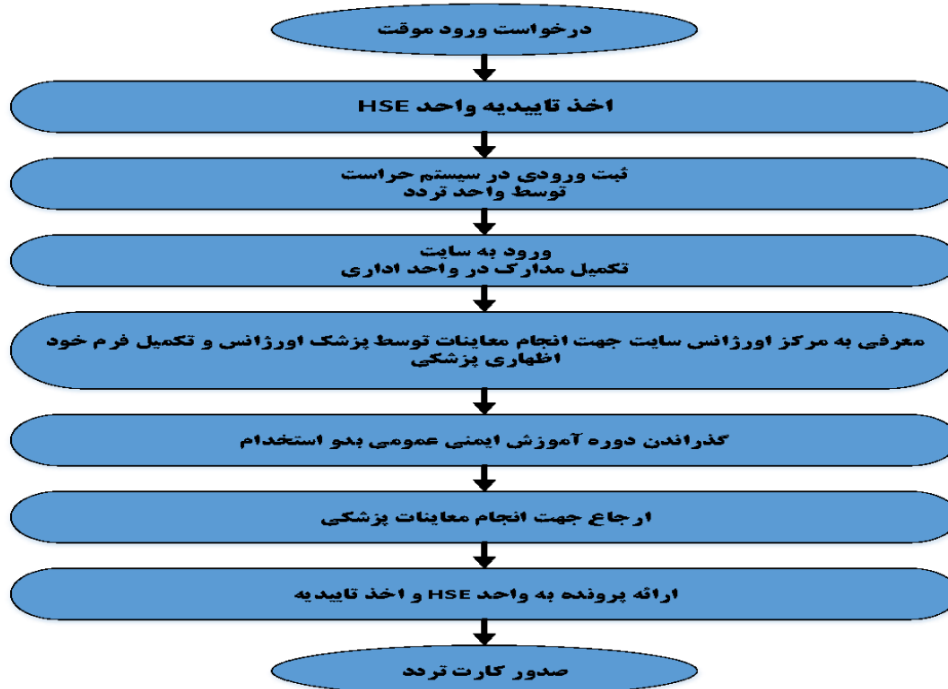 درخواست ورود موقت
اخذ تاییدیه واحد HSE
ثبت ورودی در سیستم حراست
توسط واحد تردد
ورود به سایت
تکمیل مدارک در واحد اداری
معرفی به مرکز اورژانس سایت جهت انجام معاینات توسط پزشک اورژانس و تکمیل فرم خود
اظهاری پزشکی
گذراندن دوره آموزش ایمنی عمومی بدو استخدام
ارجاع جهت انجام معاینات پزشکی
ارائه پرونده به واحد HSE و اخذ تاییدیه
صدور کارت تردد